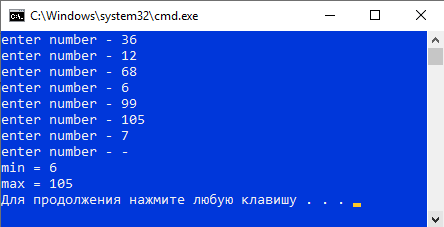 C:\Windows\system32\cmd.exe
enter number - 36
enter number - 12
enter number - 68
enter number - 6
enter number - 99
enter number - 105
enter number - 7
enter number - -
min = 6
max = 105
Для продолжения нажмите любую клавишу . . .